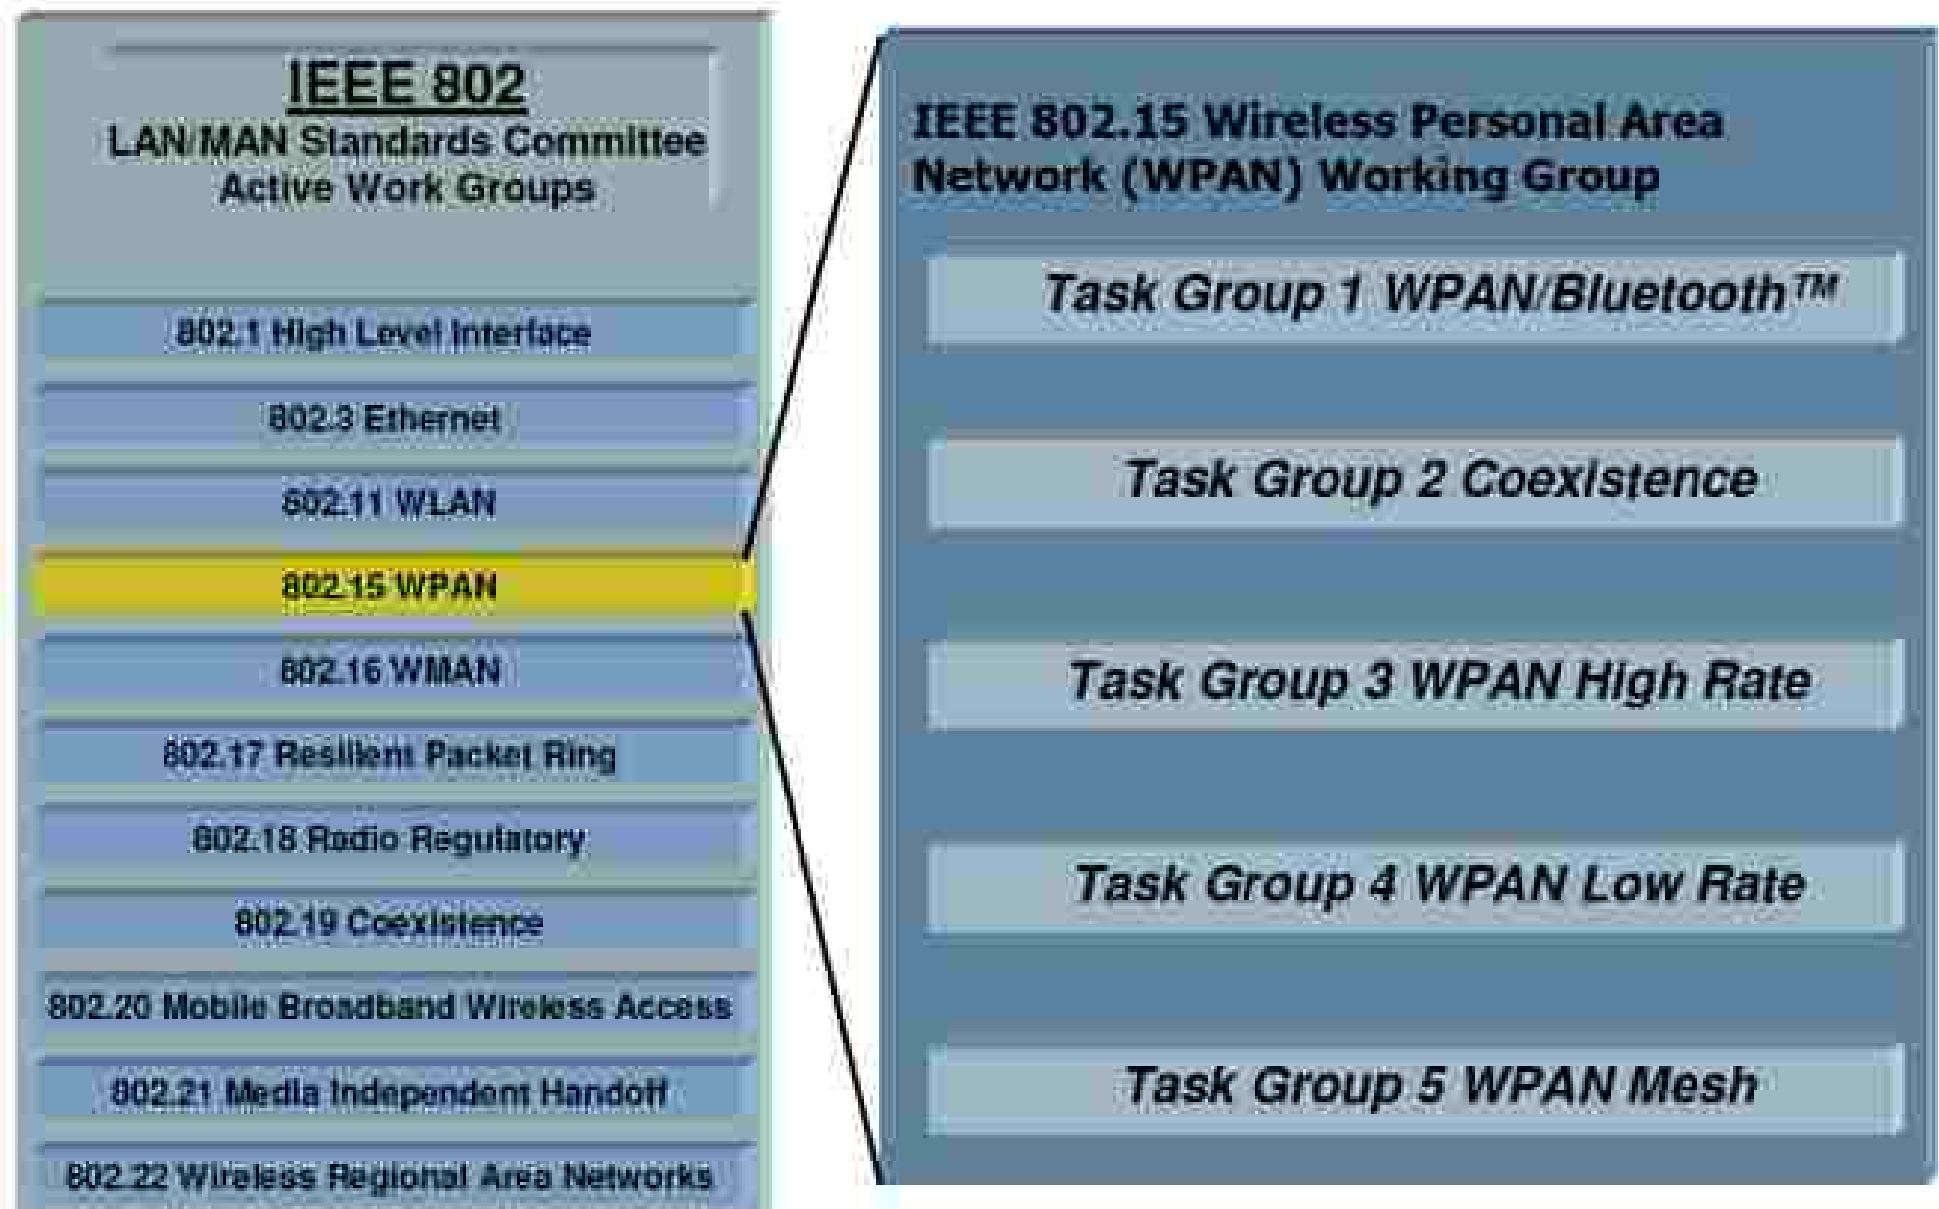 IEEE 802
LAN/MAN Standards Committee
Active Work Groups
802.1 High Level Interface
802.3 Ethernet
802.11 WLAN
802.15 WPAN
802.16 WMAN
802.17 Resilient Packet Ring
802.18 Radio Regulatory
802.19 Coexistence
802.20 Mobile Broadband Wireless Access
802.21 Media Independent Handoff
802.22 Wireless Regional Area Networks
IEEE 802.15 Wireless Personal Area
Network (WPAN) Working Group
Task Group 1 WPAN/Bluetooth™
Task Group 2 Coexistence
Task Group 3 WPAN High Rate
Task Group 4 WPAN Low Rate
Task Group 5 WPAN Mesh